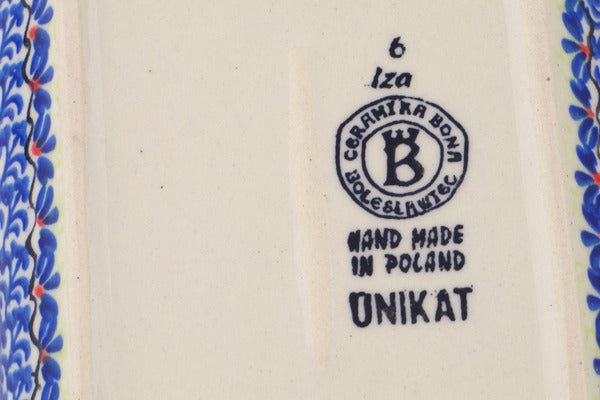 6
Iza
CERAMIKA BONA
B
BOLESŁAWIEC
HAND MADE
IN POLAND
UNIKAT